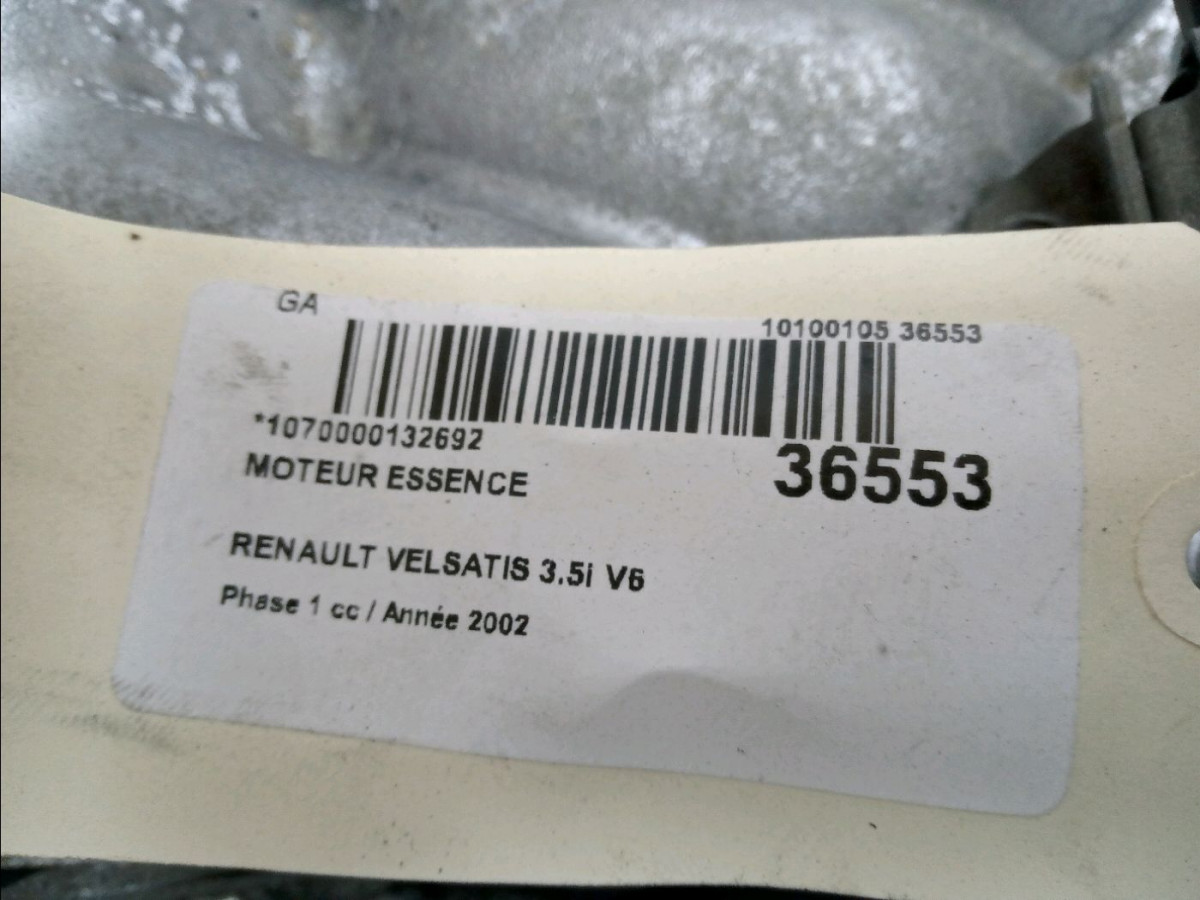 GA
10100105 36553
*1070000132692
36553
MOTEUR ESSENCE
RENAULT VELSATIS 3.5i V6
Phase 1 cc / Année 2002